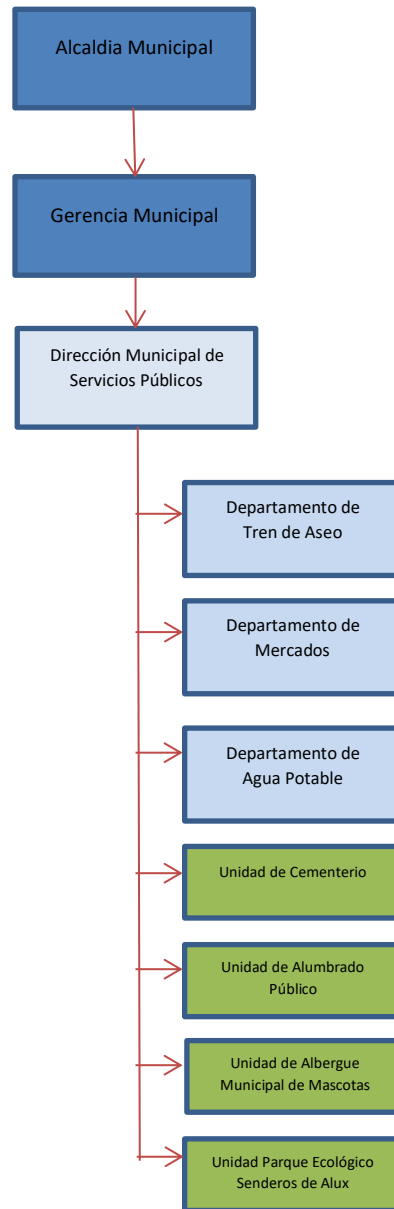 Alcaldia Municipal
Gerencia Municipal
Dirección Municipal de
Servicios Públicos
Departamento de
Tren de Aseo
Departamento de
Mercados
Departamento de
Agua Potable
Unidad de Cementerio
Unidad de Alumbrado
Público
Unidad de Albergue
Municipal de Mascotas
Unidad Parque Ecológico
Senderos de Alux